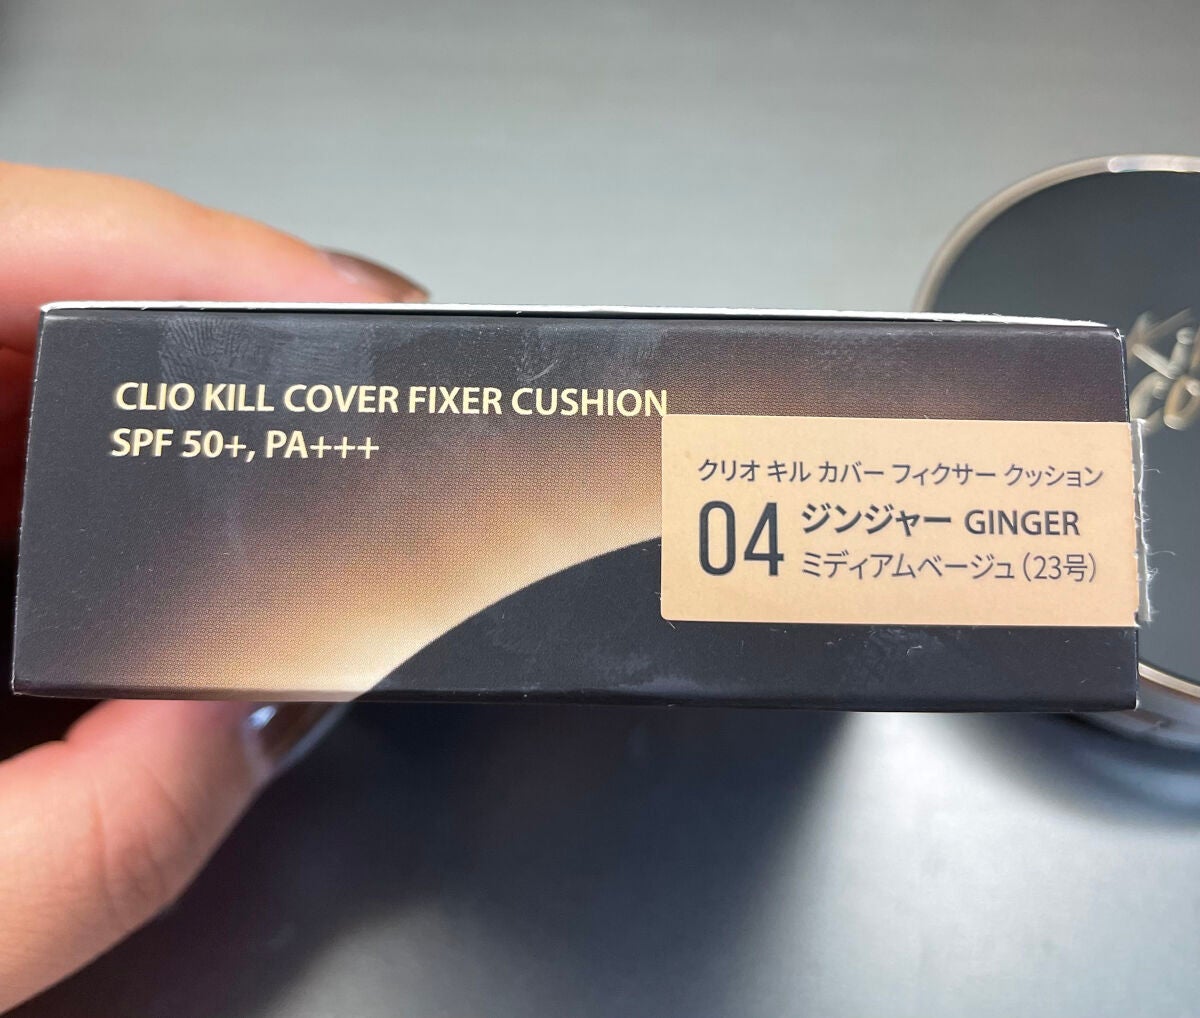 CLIO KILL COVER FIXER CUSHION
SPF 50+, PA+++
クリオ キル カバー フィクサー クッション
04 ジンジャー GINGER
ミディアムベージュ(23号)